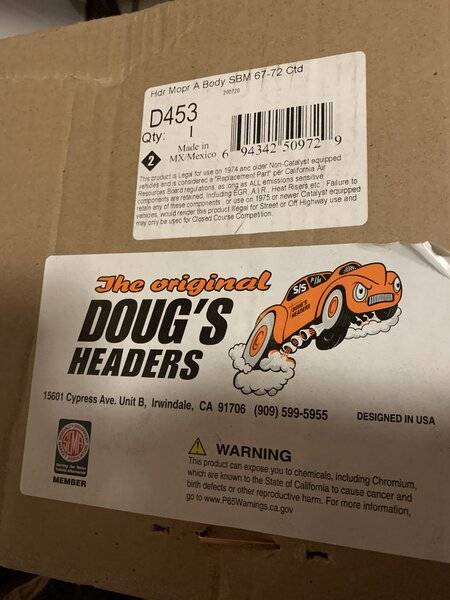 Hdr Mopr A Body SBM 67-72 Ctd
200720
D453
Qty: 1
2
Made in
MX/Mexico
6 94342 50972 9
This product is Legal for use on 1974 and older Non-Catalyst equipped
vehicles and is considered a "Replacement Part" per California Air
Resources Board regulations, as long as ALL emissions sensitive
components are retained, including EGR, A.I.R., Heat Risers etc. Failure to
retain any of these components, or use on 1975 or newer Catalyst equipped
vehicles, would render this product Illegal for Street or Off Highway use and
may only be used for Closed Course Competition.
The original
DOUG'S
HEADERS
S/S
15601 Cypress Ave. Unit B, Irwindale, CA 91706 (909) 599-5955
DESIGNED IN USA
SEMA
MEMBER
WARNING
This product can expose you to chemicals, including Chromium,
which are known to the State of California to cause cancer and
birth defects or other reproductive harm. For more information,
go to www.P65Warnings.ca.gov